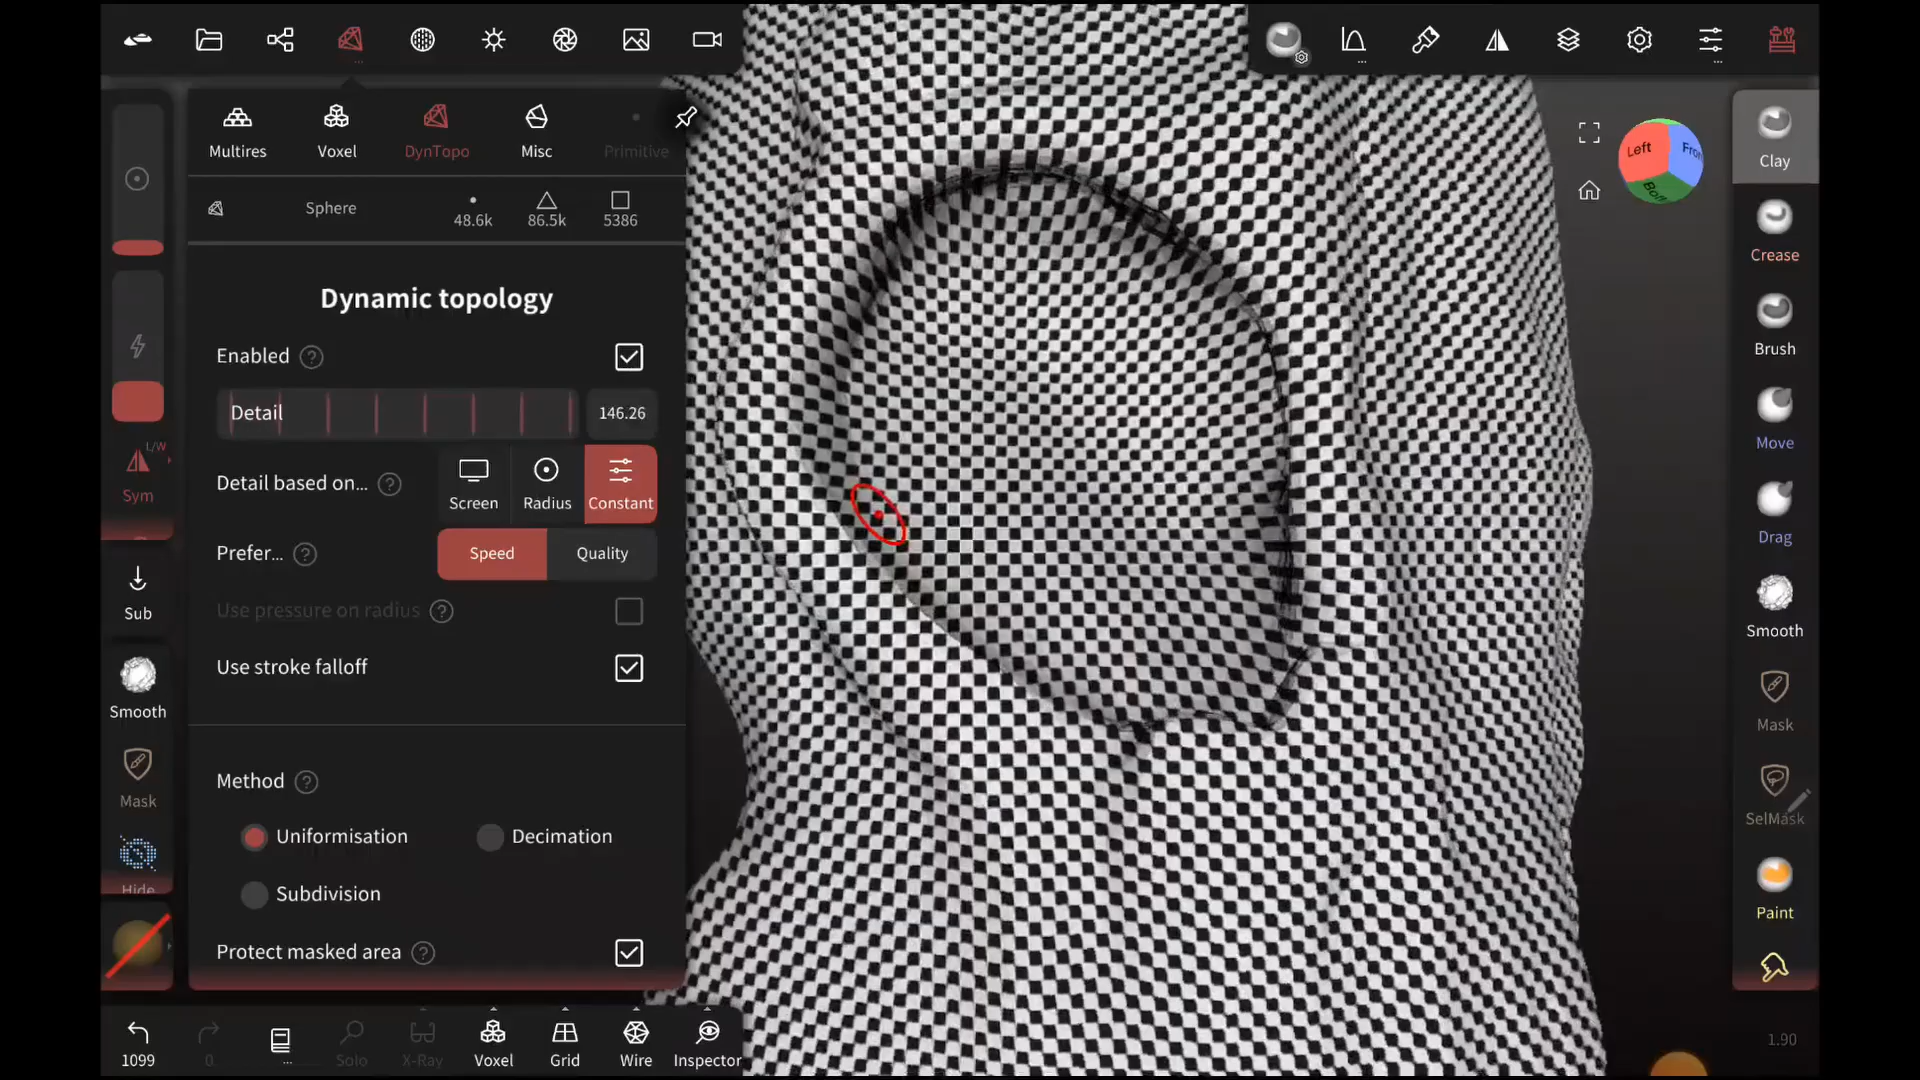 Multires
Voxel
DynTopo
Misc
Primitive
Sphere
48.6k
86.5k
5386
Dynamic topology
Enabled ?
Detail
146.26
Detail based on... ?
Screen
Radius
Constant
Prefer... ?
Speed
Quality
Use pressure on radius ?
Use stroke falloff
Method ?
Uniformisation
Decimation
Subdivision
Protect masked area ?
L/W
Sym
Sub
Smooth
Mask
Hide
1099
0
Solo
X-Ray
Voxel
Grid
Wire
Inspector
Left
Fron
Clay
Crease
Brush
Move
Drag
Smooth
Mask
SelMask
Paint
1.90